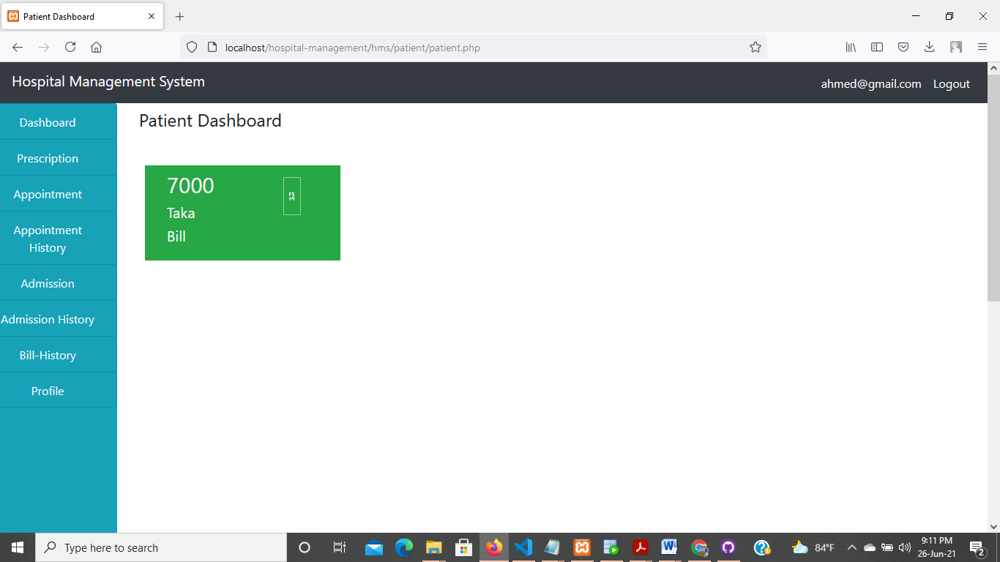 Patient Dashboard
localhost/hospital-management/hms/patient/patient.php
Hospital Management System
ahmed@gmail.com Logout
Dashboard
Prescription
Appointment
Appointment
History
Admission
Admission History
Bill-History
Profile
Patient Dashboard
7000
Taka
Bill
Type here to search
84°F
9:11 PM
26-Jun-21
2